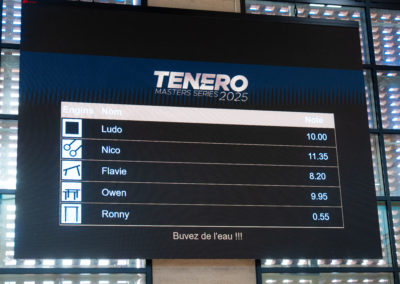 TENERO
MASTERS SERIES 2025
Engins Nom Note
Ludo 10.00
Nico 11.35
Flavie 8.20
Owen 9.95
Ronny 0.55
Buvez de l'eau !!!